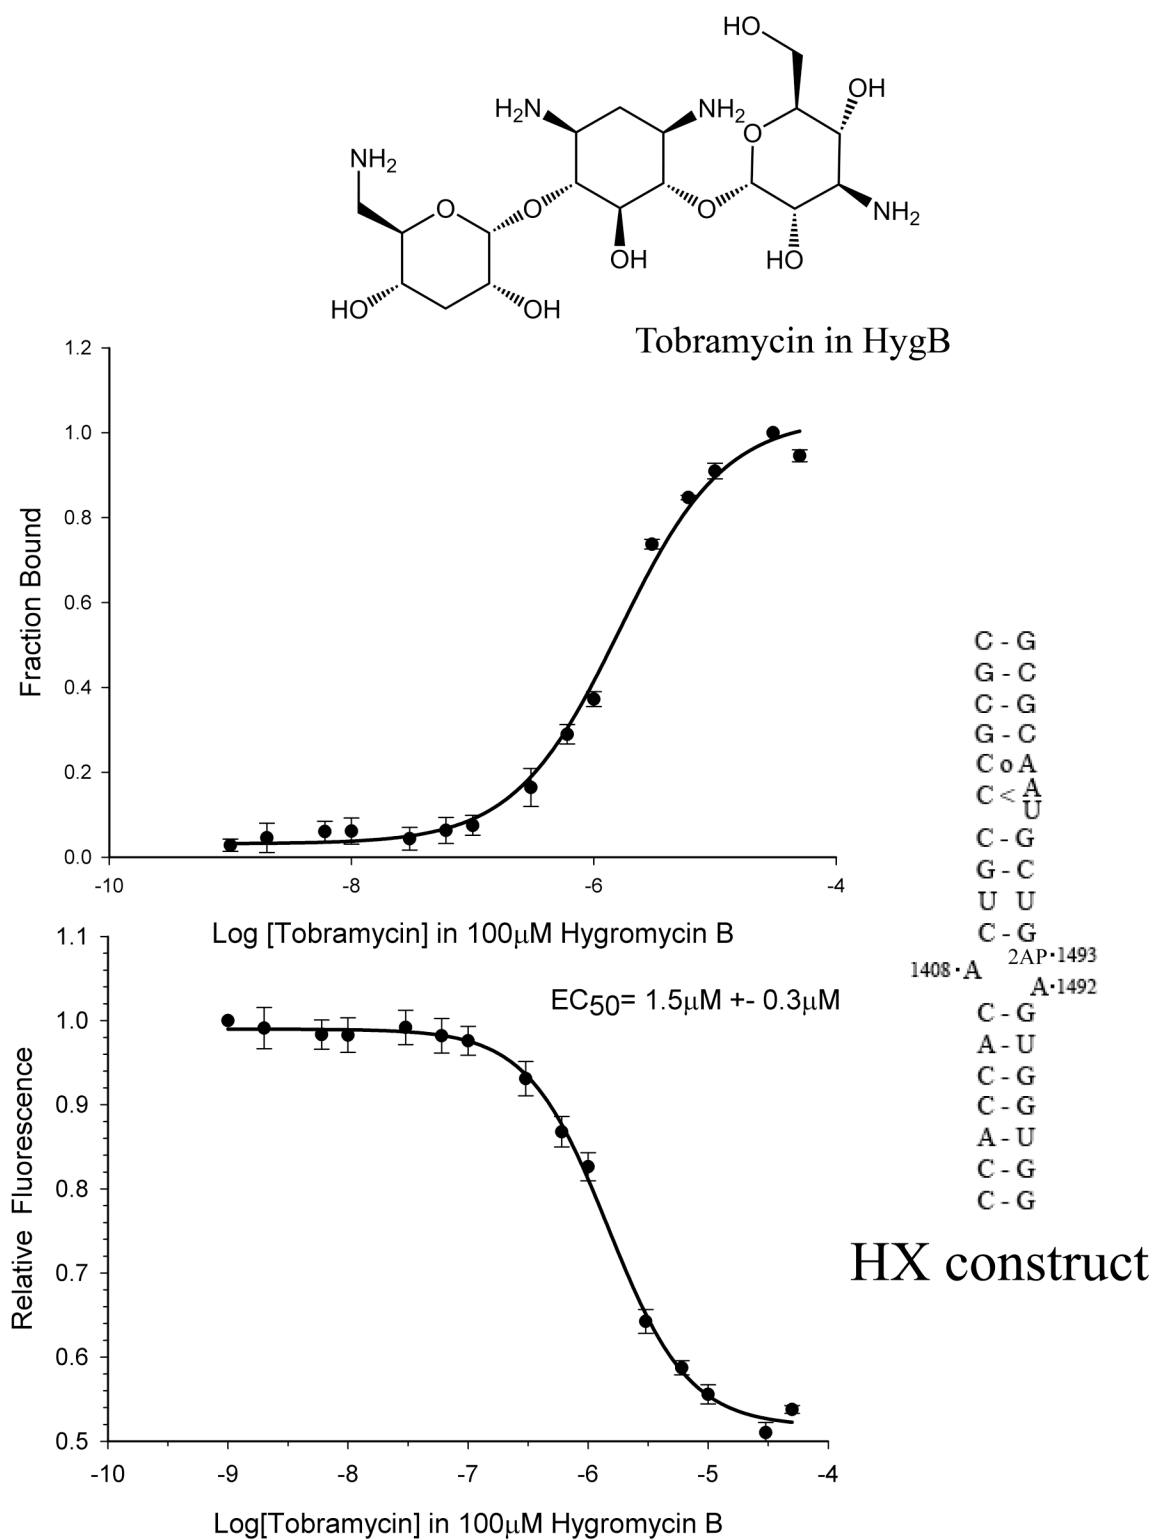 HO
OH
H2N
NH2
O
NH2
O
O
O
NH2
OH
HO
HO
OH
Tobramycin in HygB
1.2
1.0
0.8
0.6
0.4
0.2
0.0
Fraction Bound
-10
-8
-6
-4
Log [Tobramycin] in 100μM Hygromycin B
C - G
G - C
C - G
G - C
C o A
C < A
U
C - G
G - C
U U
C - G
2AP·1493
1408·A
A·1492
C - G
A - U
C - G
C - G
A - U
C - G
C - G
HX construct
1.1
1.0
0.9
0.8
0.7
0.6
0.5
Relative Fluorescence
EC50= 1.5μM +- 0.3μM
-10
-9
-8
-7
-6
-5
-4
Log[Tobramycin] in 100μM Hygromycin B